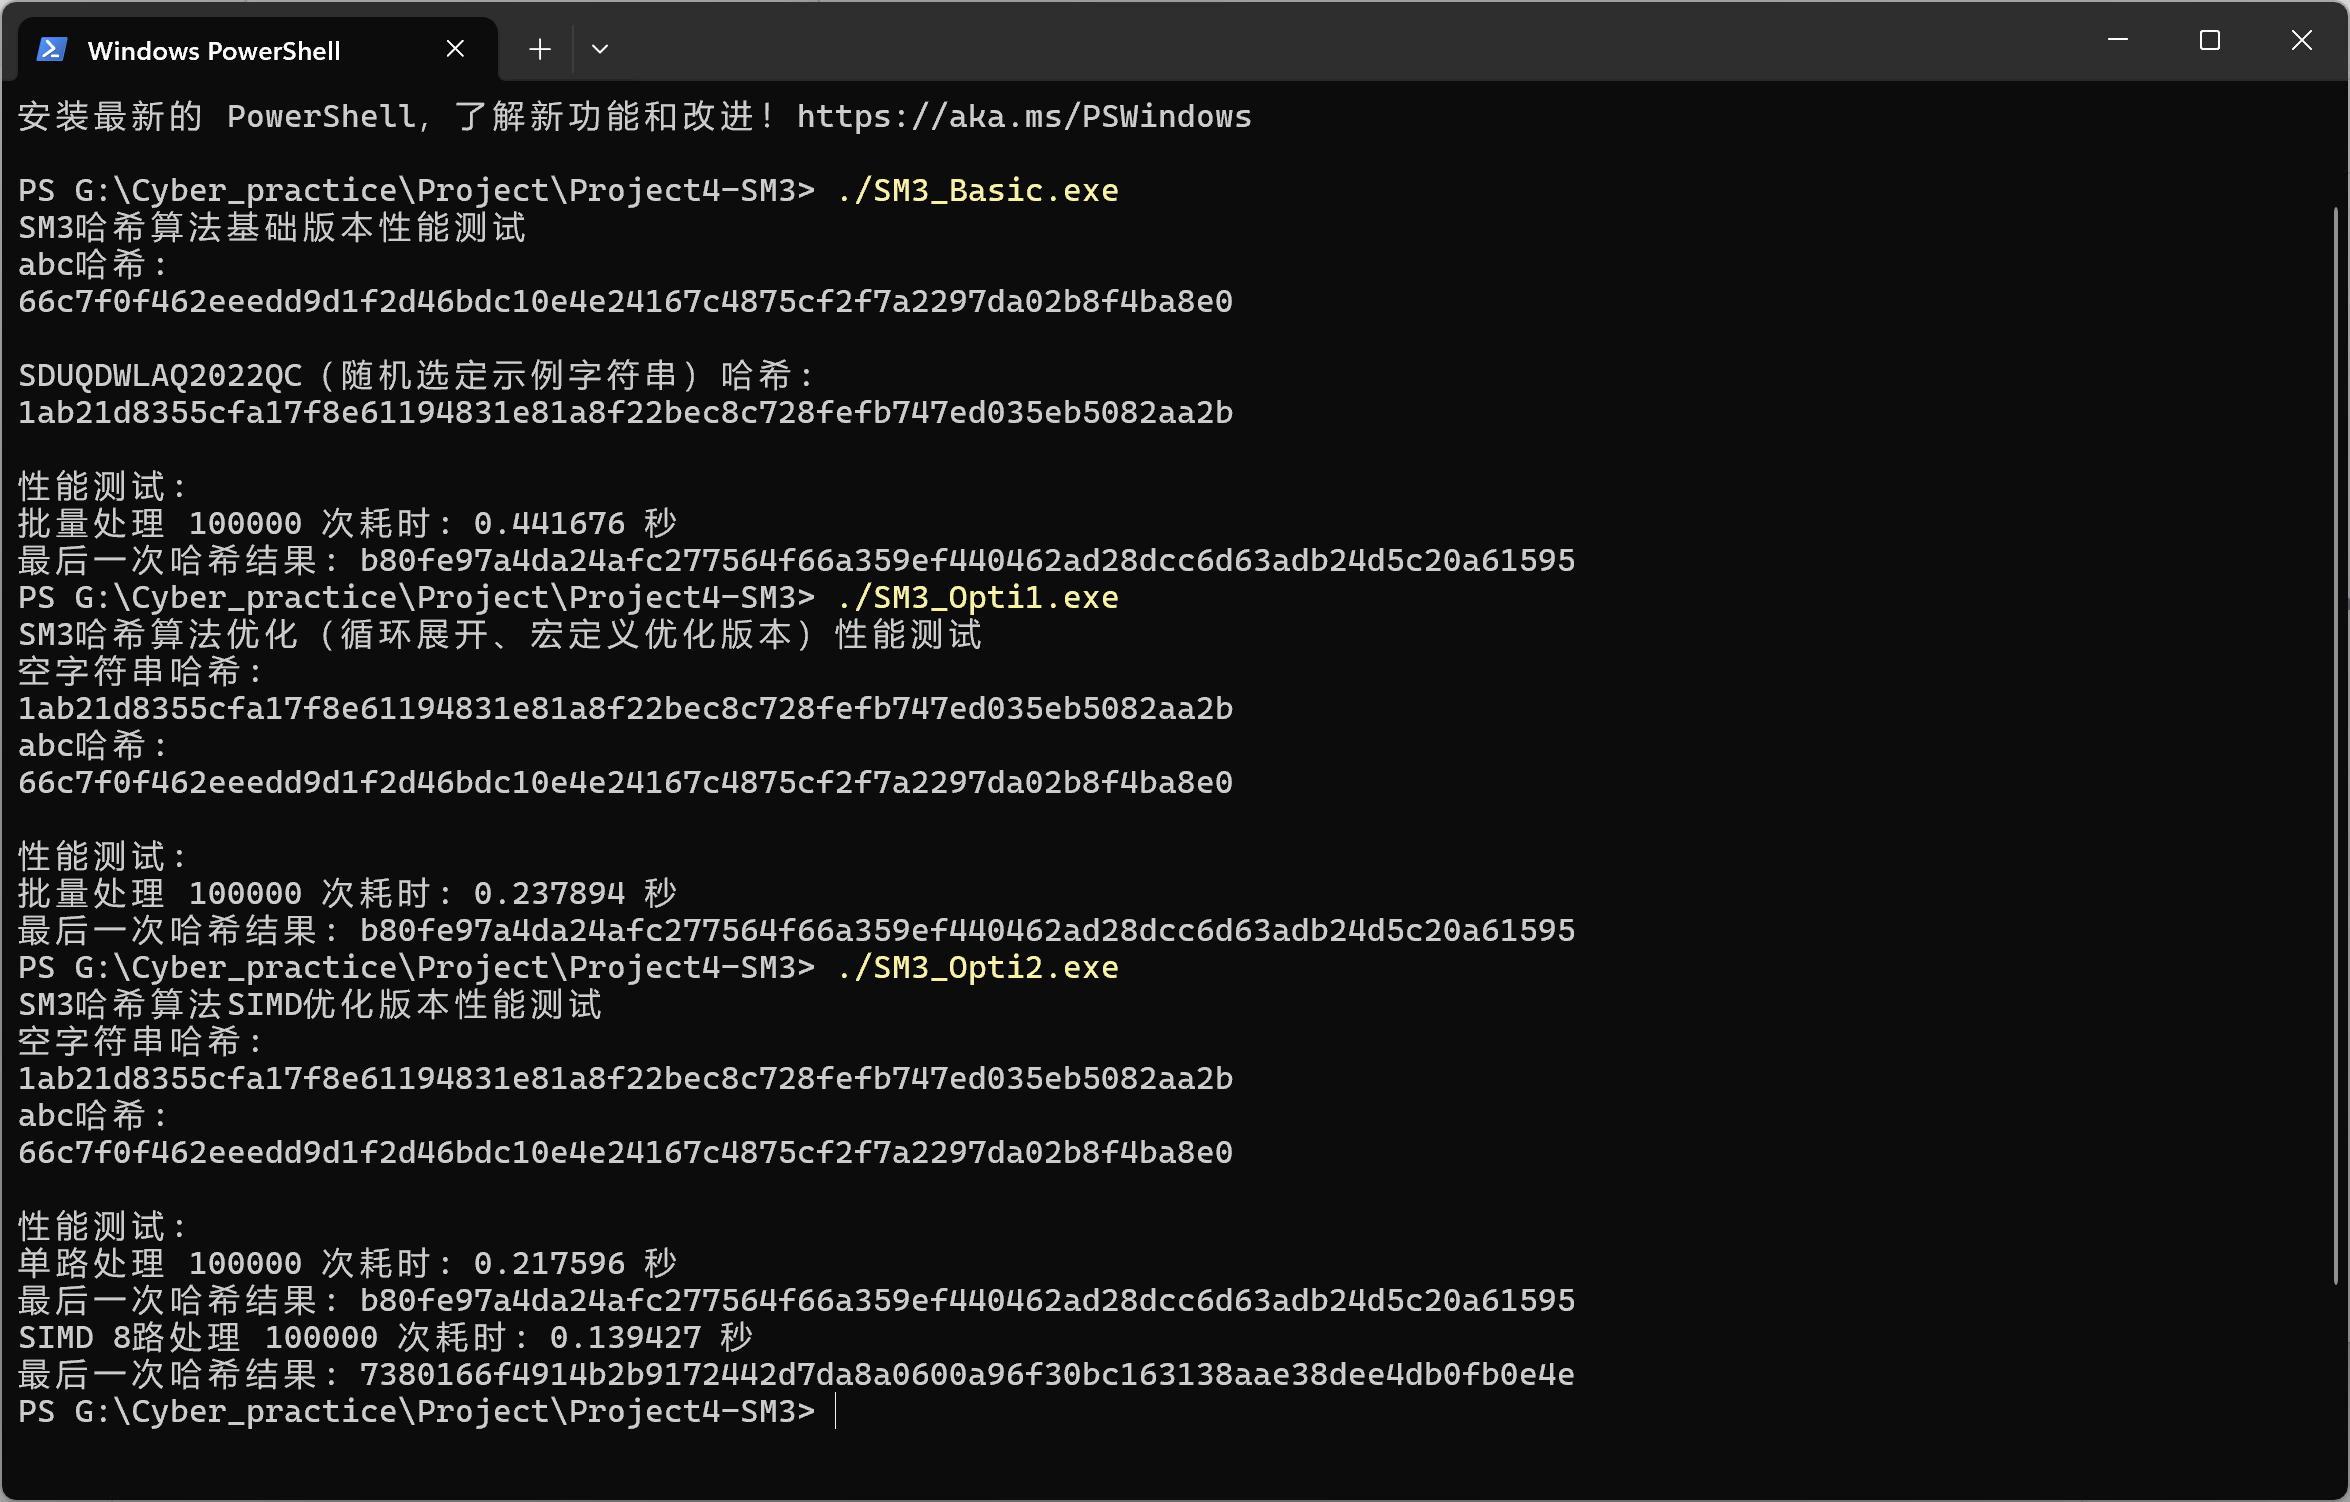 Windows PowerShell
安装最新的 PowerShell，了解新功能和改进！https://aka.ms/PSWindows
PS G:\Cyber_practice\Project\Project4-SM3> ./SM3_Basic.exe
SM3哈希算法基础版本性能测试
abc哈希:
66c7f0f462eeedd9d1f2d46bdc10e4e24167c4875cf2f7a2297da02b8f4ba8e0
SDUQDWLAQ2022QC（随机选定示例字符串）哈希:
1ab21d8355cfa17f8e61194831e81a8f22bec8c728fefb747ed035eb5082aa2b
性能测试:
批量处理 100000 次耗时: 0.441676 秒
最后一次哈希结果: b80fe97a4da24afc277564f66a359ef440462ad28dcc6d63adb24d5c20a61595
PS G:\Cyber_practice\Project\Project4-SM3> ./SM3_Opti1.exe
SM3哈希算法优化（循环展开、宏定义优化版本）性能测试
空字符串哈希:
1ab21d8355cfa17f8e61194831e81a8f22bec8c728fefb747ed035eb5082aa2b
abc哈希:
66c7f0f462eeedd9d1f2d46bdc10e4e24167c4875cf2f7a2297da02b8f4ba8e0
性能测试:
批量处理 100000 次耗时: 0.237894 秒
最后一次哈希结果: b80fe97a4da24afc277564f66a359ef440462ad28dcc6d63adb24d5c20a61595
PS G:\Cyber_practice\Project\Project4-SM3> ./SM3_Opti2.exe
SM3哈希算法SIMD优化版本性能测试
空字符串哈希:
1ab21d8355cfa17f8e61194831e81a8f22bec8c728fefb747ed035eb5082aa2b
abc哈希:
66c7f0f462eeedd9d1f2d46bdc10e4e24167c4875cf2f7a2297da02b8f4ba8e0
性能测试:
单路处理 100000 次耗时: 0.217596 秒
最后一次哈希结果: b80fe97a4da24afc277564f66a359ef440462ad28dcc6d63adb24d5c20a61595
SIMD 8路处理 100000 次耗时: 0.139427 秒
最后一次哈希结果: 7380166f4914b2b9172442d7da8a0600a96f30bc163138aae38dee4db0fb0e4e
PS G:\Cyber_practice\Project\Project4-SM3>